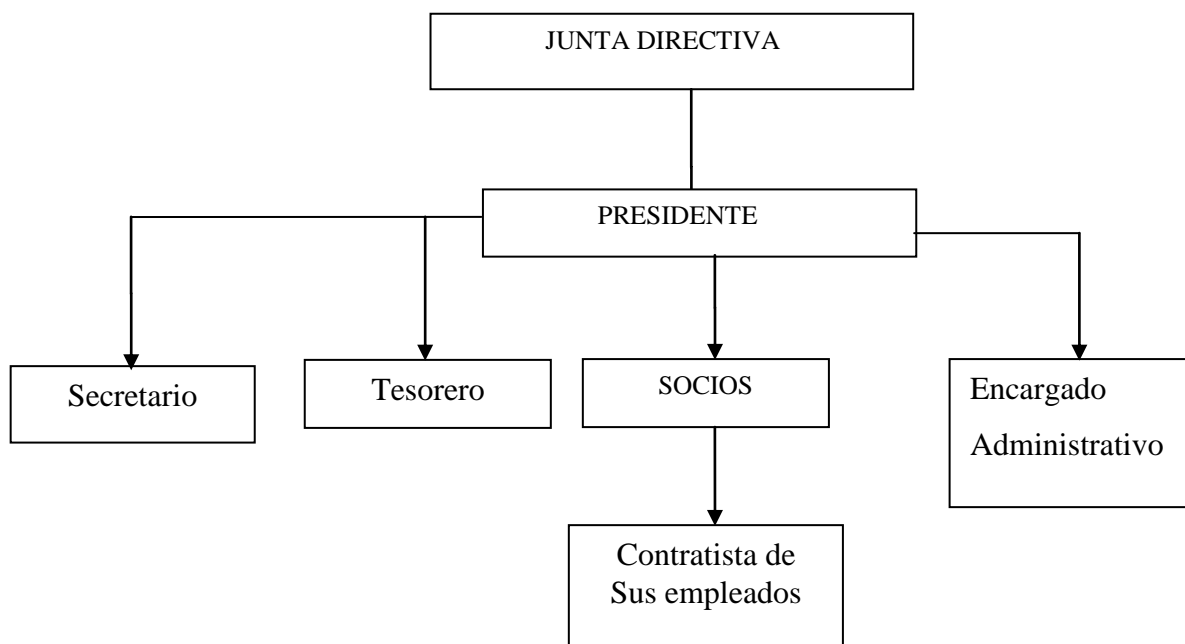 JUNTA DIRECTIVA
PRESIDENTE
Secretario
Tesorero
SOCIOS
Encargado
Administrativo
Contratista de
Sus empleados